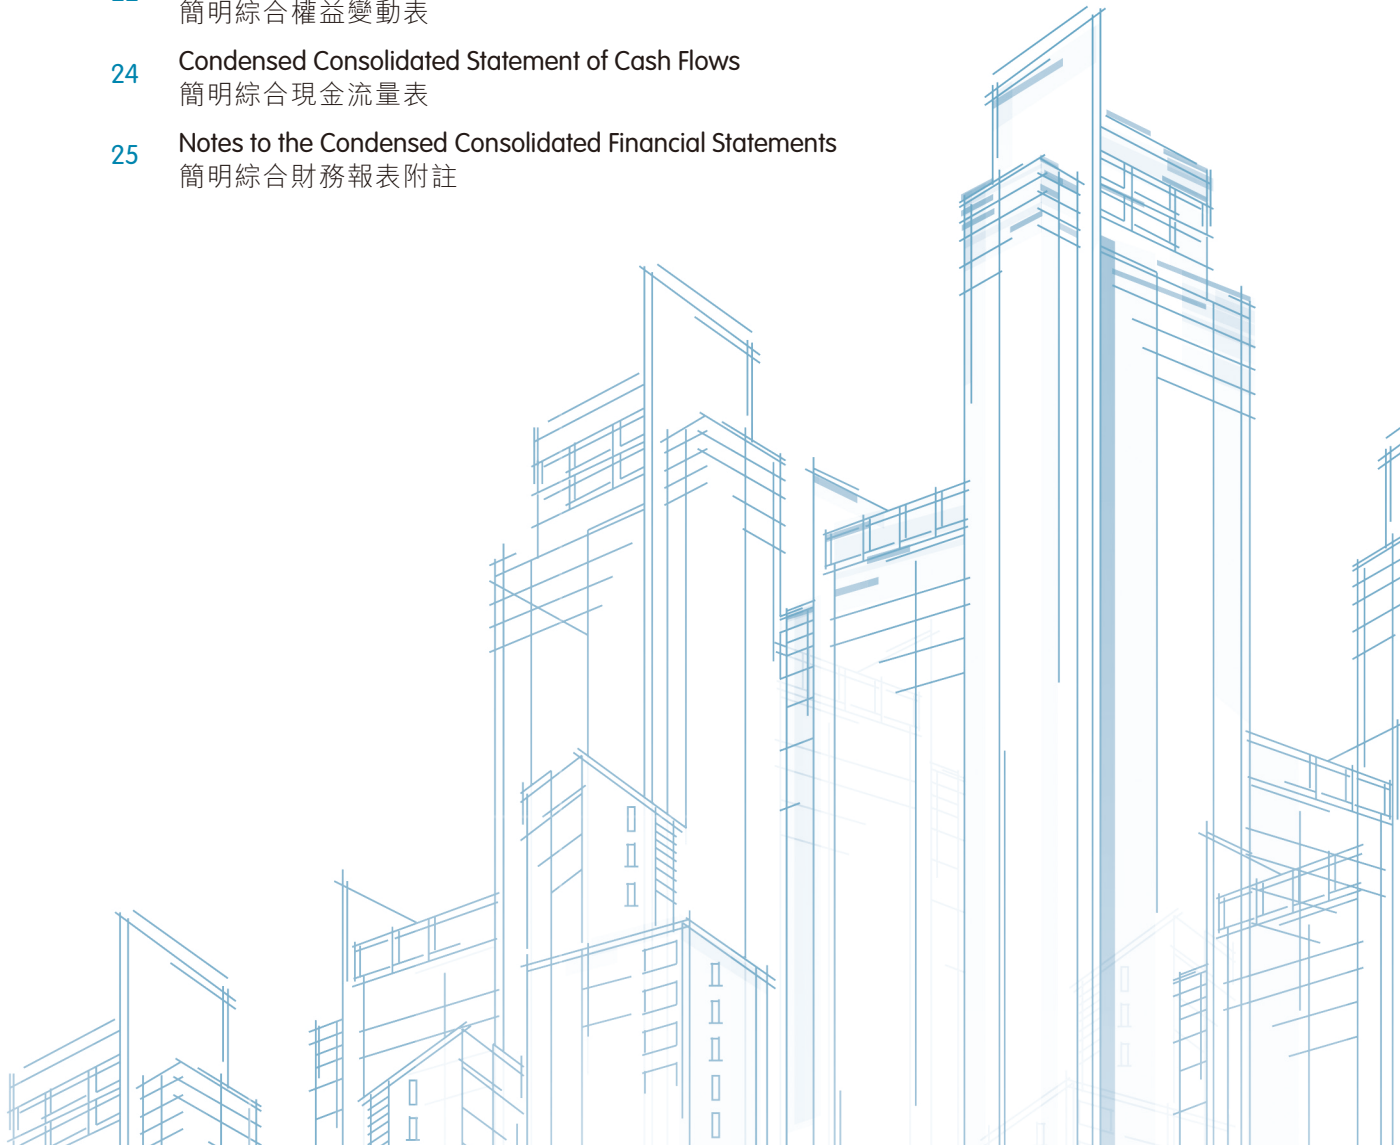 簡明綜合權益變動表
24
Condensed Consolidated Statement of Cash Flows
簡明綜合現金流量表
25
Notes to the Condensed Consolidated Financial Statements
簡明綜合財務報表附註